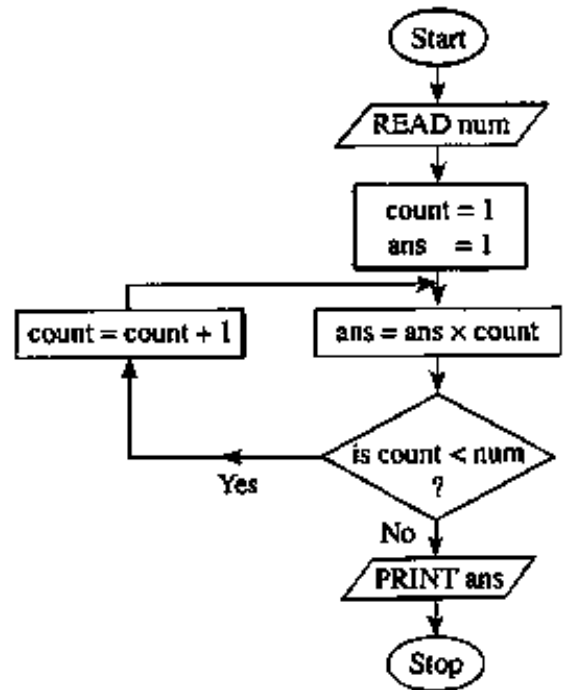 Start
READ num
count = 1
ans = 1
count = count + 1
ans = ans × count
is count < num
?
Yes
No
PRINT ans
Stop